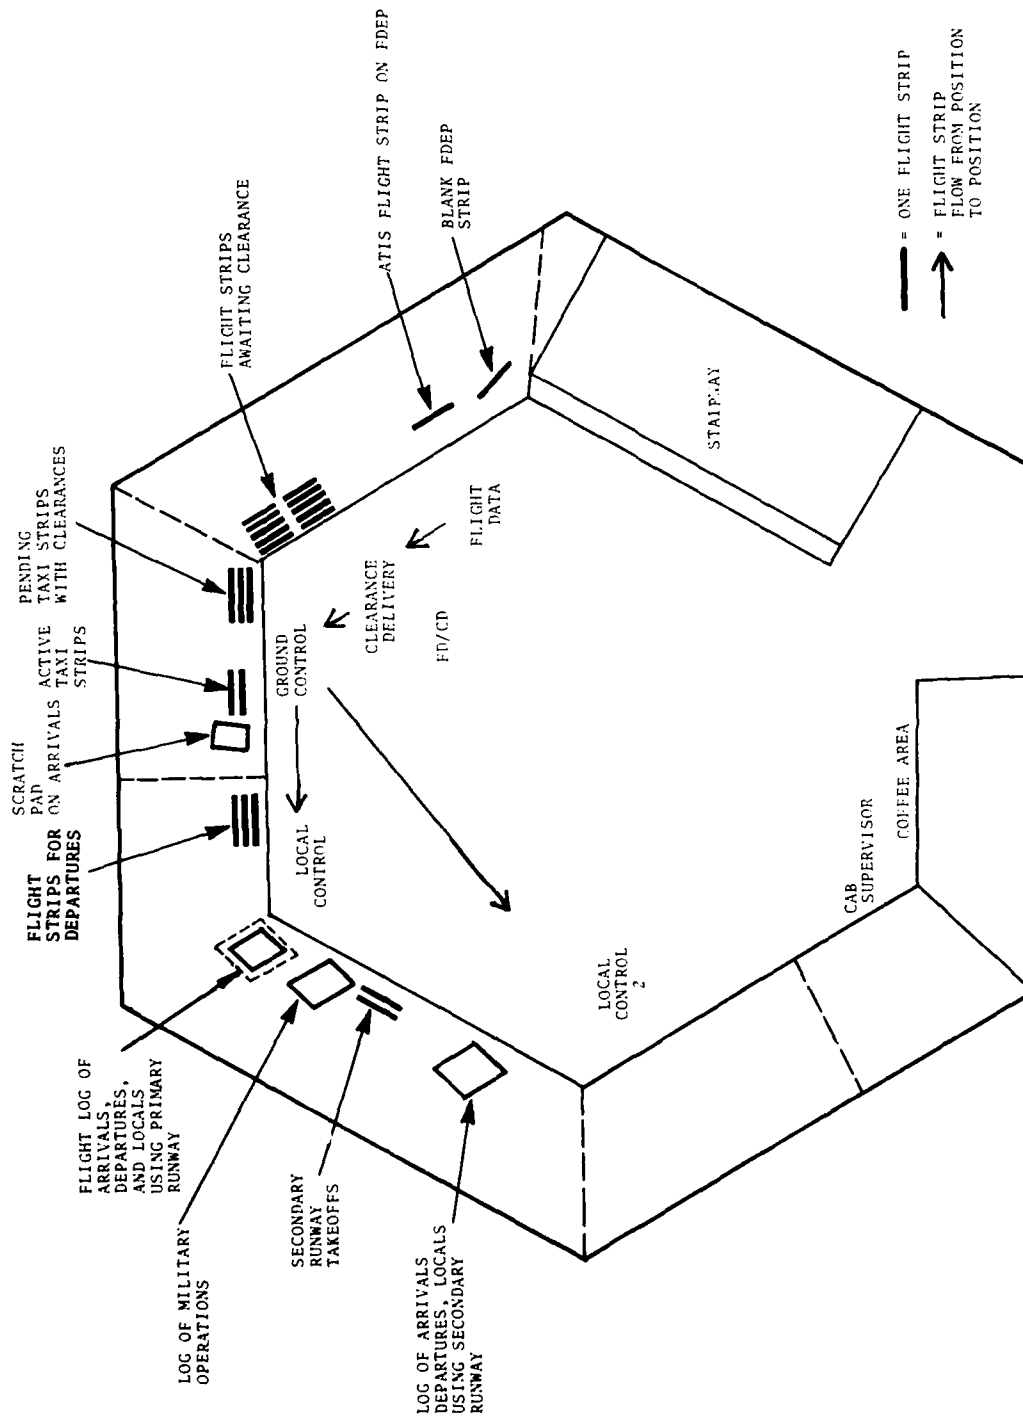 FLIGHT LOG OF
ARRIVALS,
DEPARTURES,
AND LOCALS
USING PRIMARY
RUNWAY
FLIGHT
STRIPS FOR
DEPARTURES
SCRATCH
PAD
ON ARRIVALS
ACTIVE
TAXI
STRIPS
PENDING
TAXI STRIPS
WITH CLEARANCES
FLIGHT STRIPS
AWAITING CLEARANCE
ATIS FLIGHT STRIP ON FDEP
BLANK FDEP
STRIP
LOG OF MILITARY
OPERATIONS
SECONDARY
RUNWAY
TAKEOFFS
LOG OF ARRIVALS
DEPARTURES, LOCALS
USING SECONDARY
RUNWAY
LOCAL
CONTROL
GROUND
CONTROL
CLEARANCE
DELIVERY
FD/CD
FLIGHT
DATA
LOCAL
CONTROL
2
CAB
SUPERVISOR
COFFEE AREA
STAIRWAY
= ONE FLIGHT STRIP
= FLIGHT STRIP
FLOW FROM POSITION
TO POSITION